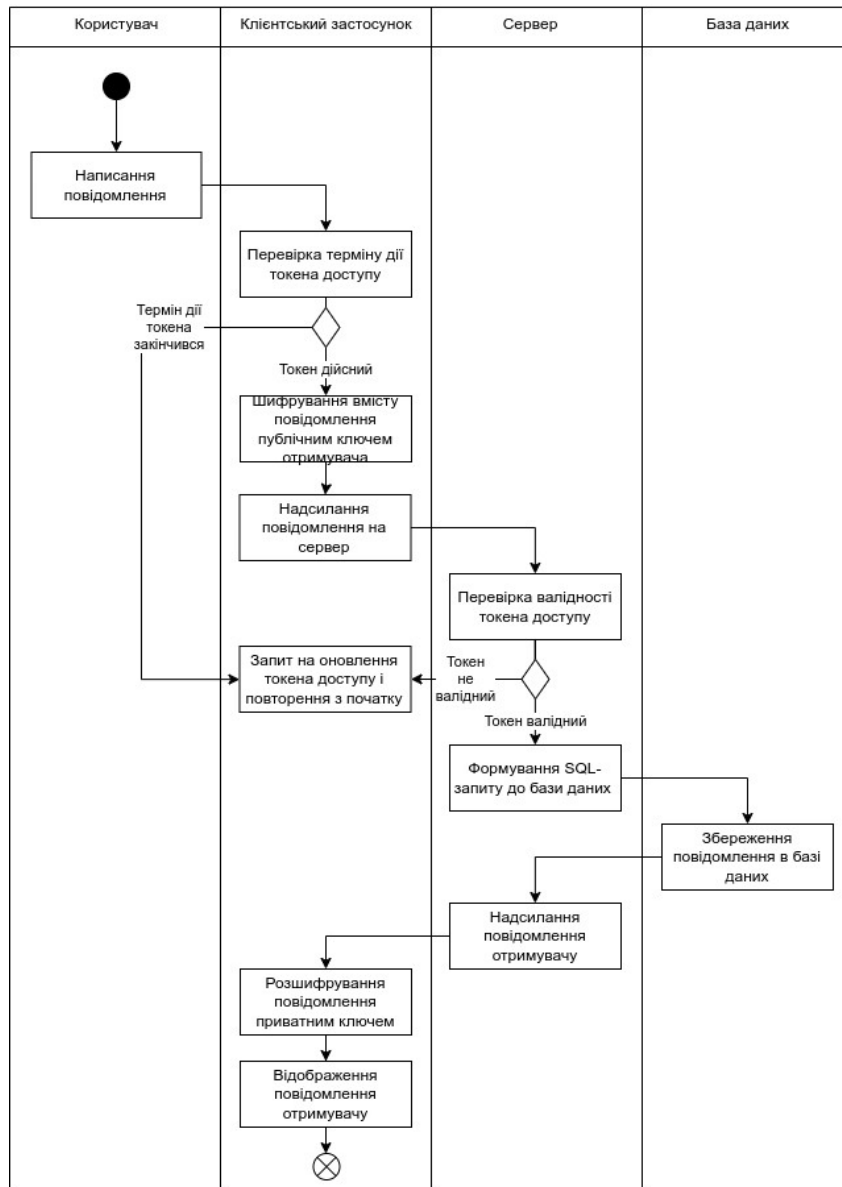 Користувач
Клієнтський застосунок
Сервер
База даних
Написання
повідомлення
Перевірка терміну дії
токена доступу
Термін дії
токена
закінчився
Токен дійсний
Шифрування вмісту
повідомлення
публічним ключем
отримувача
Надсилання
повідомлення на
сервер
Перевірка валідності
токена доступу
Запит на оновлення
токена доступу і
повторення з початку
Токен
не
валідний
Токен валідний
Формування SQL-
запиту до бази даних
Збереження
повідомлення в базі
даних
Надсилання
повідомлення
отримувачу
Розшифрування
повідомлення
приватним ключем
Відображення
повідомлення
отримувачу